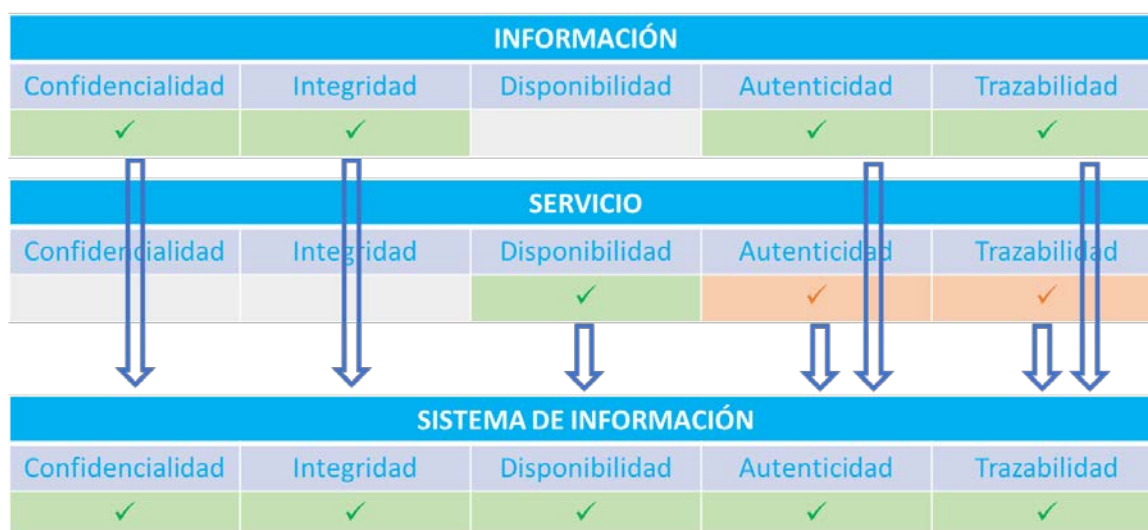 INFORMACIÓN
Confidencialidad Integridad Disponibilidad Autenticidad Trazabilidad
✓ ✓ ✓ ✓
SERVICIO
Confidencialidad Integridad Disponibilidad Autenticidad Trazabilidad
✓ ✓ ✓
SISTEMA DE INFORMACIÓN
Confidencialidad Integridad Disponibilidad Autenticidad Trazabilidad
✓ ✓ ✓ ✓ ✓